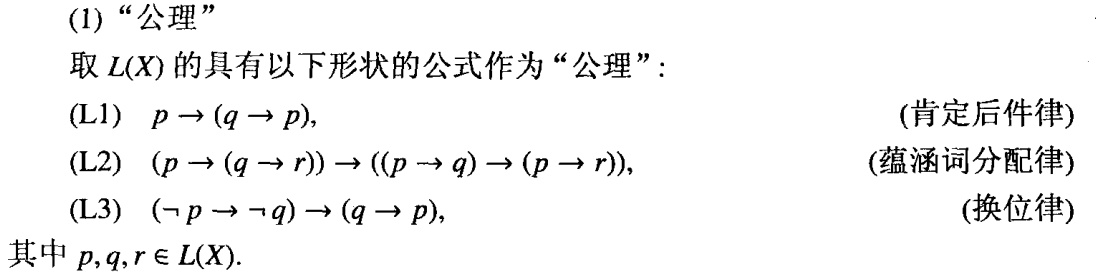 (1) “公理”
取 L(X) 的具有以下形状的公式作为“公理”:
(L1) p → (q → p), (肯定后件律)
(L2) (p → (q → r)) → ((p → q) → (p → r)), (蕴涵词分配律)
(L3) (¬ p → ¬ q) → (q → p), (换位律)
其中 p, q, r ∈ L(X).